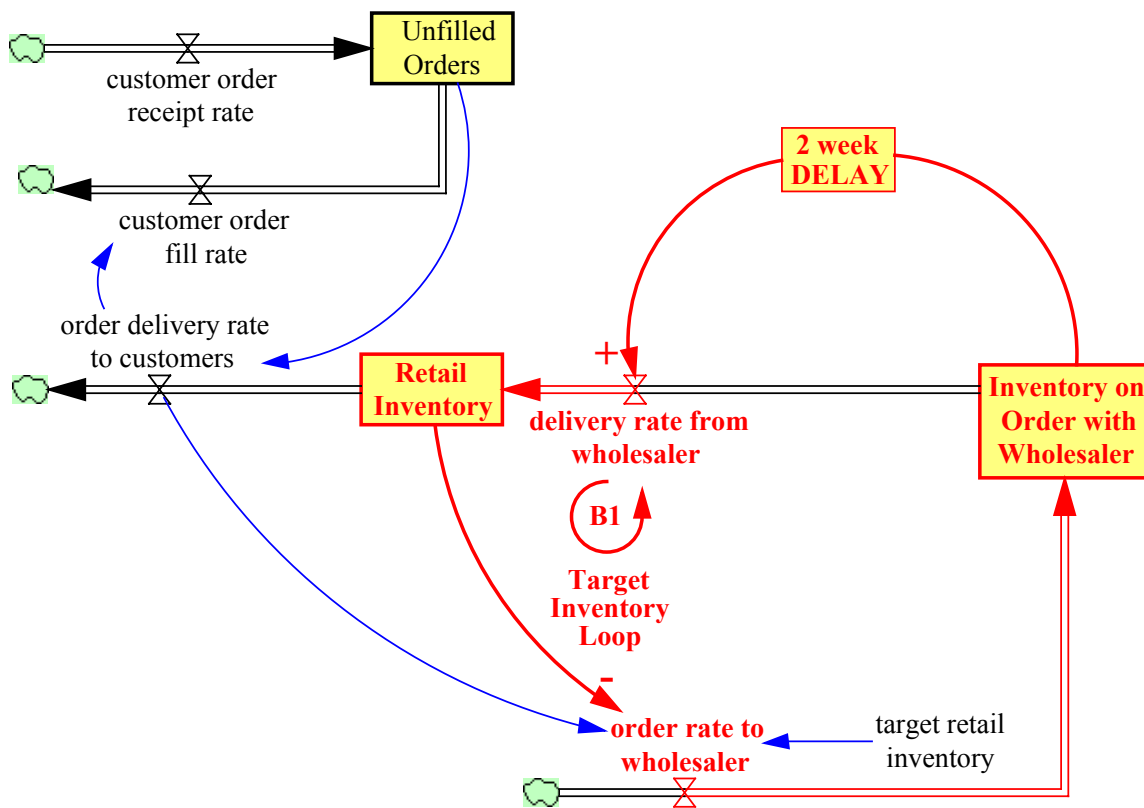 Unfilled
Orders
customer order
receipt rate
2 week
DELAY
customer order
fill rate
order delivery rate
to customers
+
Retail
Inventory
delivery rate from
wholesaler
Inventory on
Order with
Wholesaler
B1
Target
Inventory
Loop
-
order rate to
wholesaler
target retail
inventory